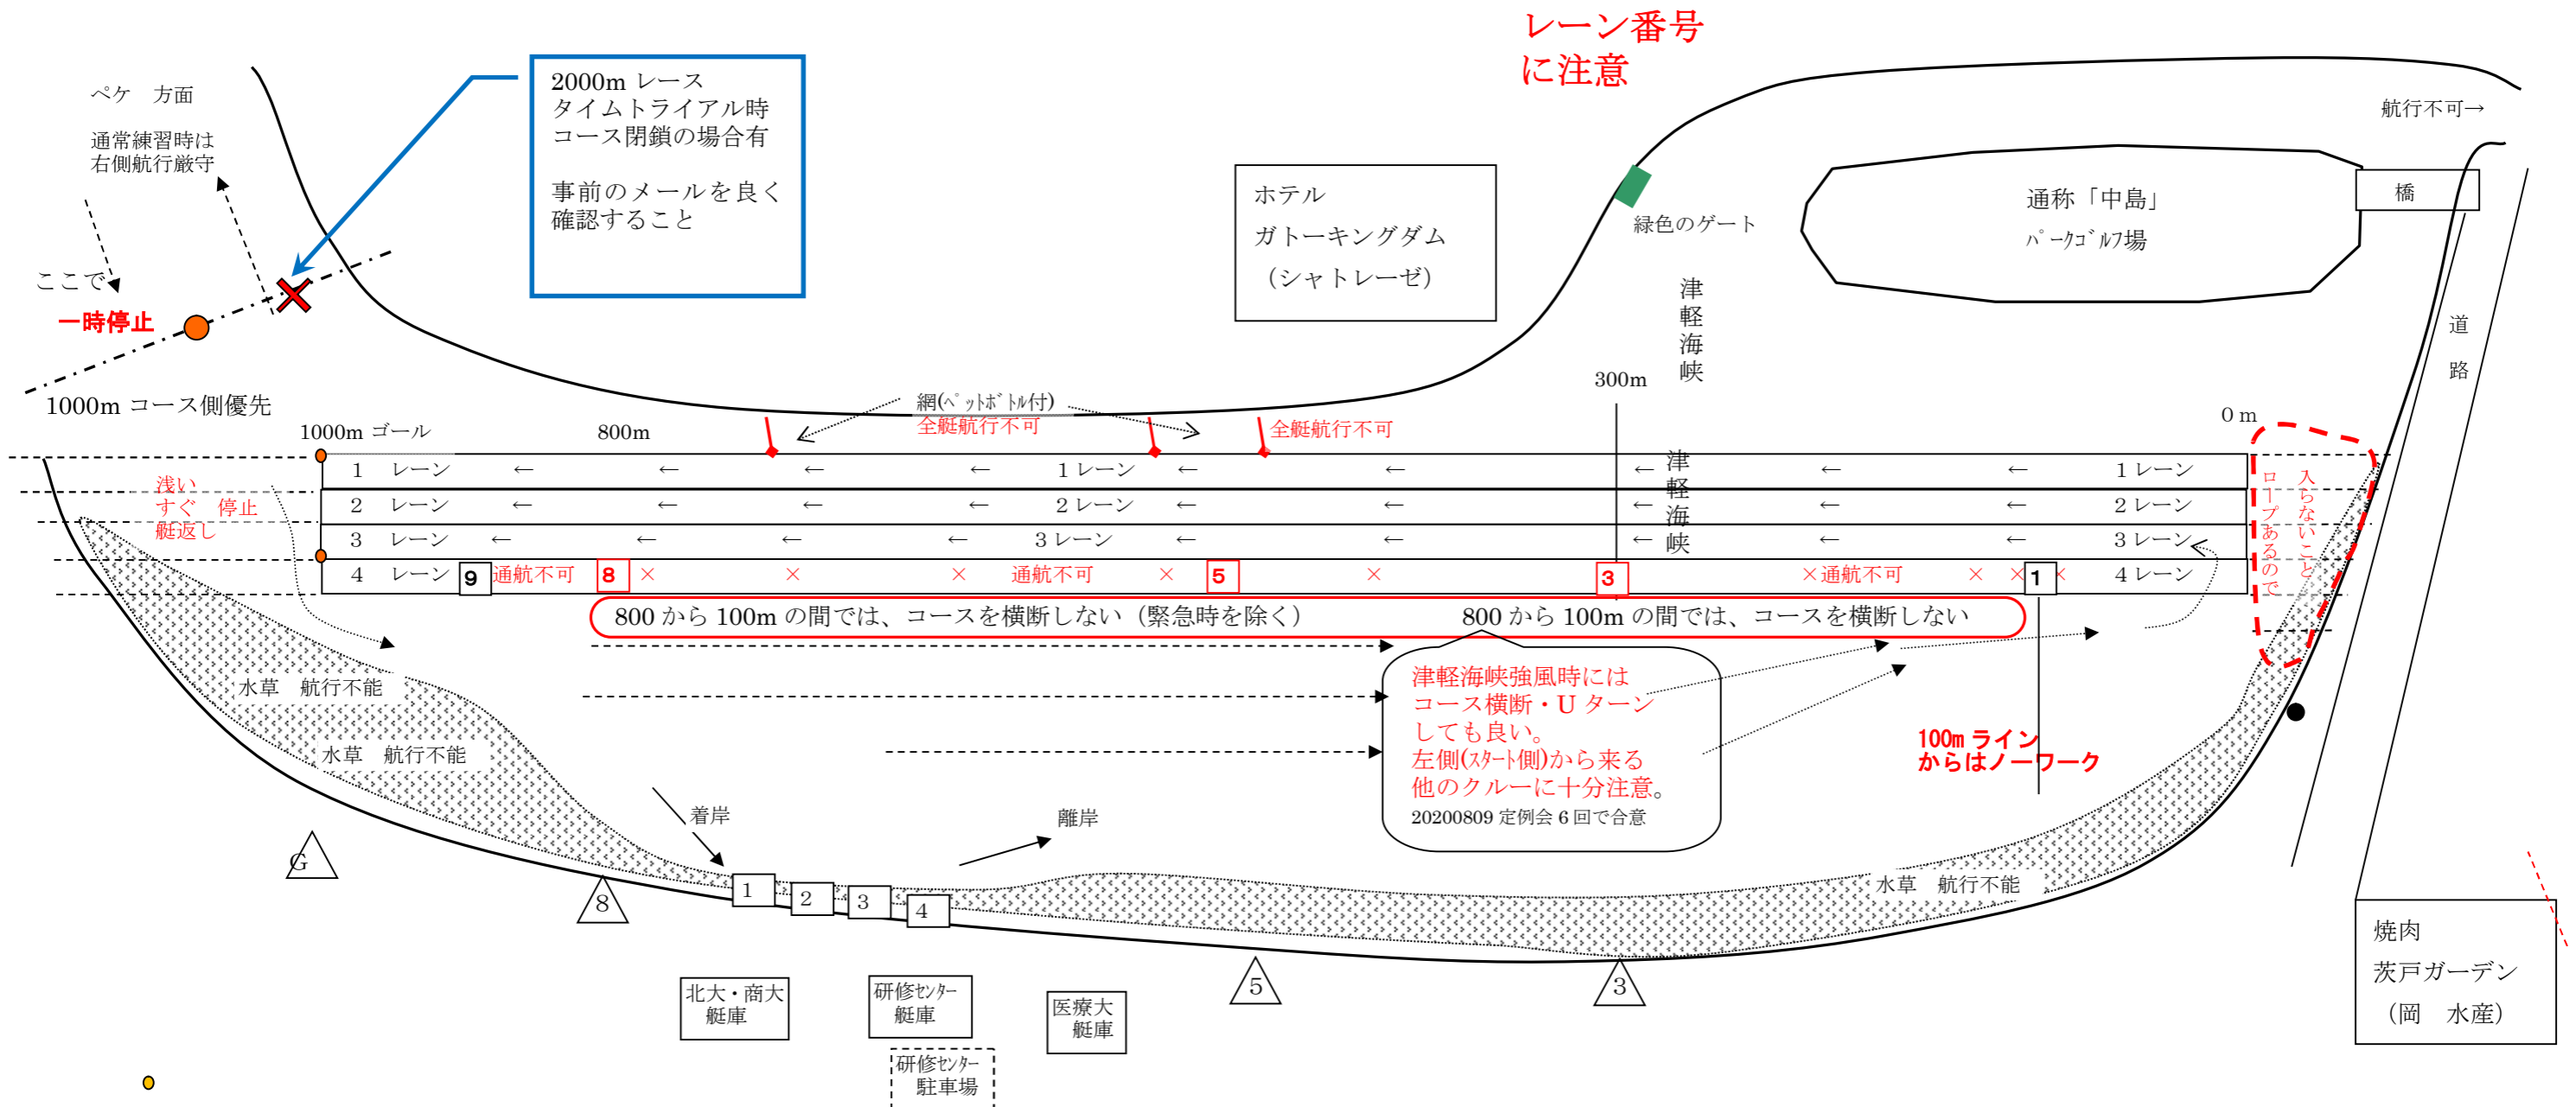 レーン番号
に注意
ペケ　方面
通常練習時は
右側航行厳守
2000m レース
タイムトライアル時
コース閉鎖の場合有
事前のメールを良く
確認すること
航行不可→
ホテル
ガトーキングダム
（シャトレーゼ）
緑色のゲート
通称「中島」
ﾊﾟｰｸｺﾞﾙﾌ場
橋
ここで
一時停止
津軽海峡
道路
1000m コース側優先
300m
網(ﾍﾟｯﾄﾎﾞﾄﾙ付)
全艇航行不可
全艇航行不可
0 m
1000m ゴール
800m
1　レーン　←　←　←　←　1 レーン　←　←　←　←　←　1 レーン
2　レーン　←　←　←　←　2 レーン　←　←　←　←　←　2 レーン
3　レーン　←　←　←　←　3 レーン　←　←　←　←　←　3 レーン
4　レーン　9　通航不可　8　×　×　×　通航不可　×　5　×　3　×通航不可　×　×　1　×　4 レーン
津軽海峡
浅い
すぐ　停止
艇返し
入らないこと
ロープあるので
800 から 100m の間では、コースを横断しない（緊急時を除く）
800 から 100m の間では、コースを横断しない
津軽海峡強風時には
コース横断・U ターン
しても良い。
左側(ｽﾀｰﾄ側)から来る
他のクルーに十分注意。
20200809 定例会 6 回で合意
100m ライン
からはノーワーク
水草　航行不能
水草　航行不能
着岸
離岸
水草　航行不能
G
8
1
2
3
4
5
3
北大・商大
艇庫
研修ｾﾝﾀｰ
艇庫
医療大
艇庫
研修ｾﾝﾀｰ
駐車場
焼肉
茨戸ガーデン
（岡　水産）